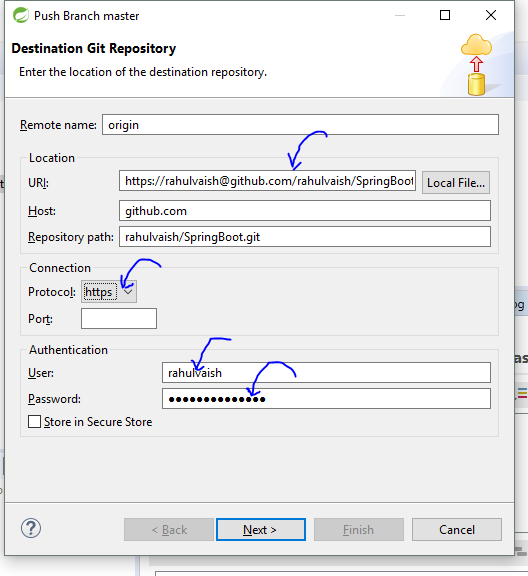 Push Branch master
Destination Git Repository
Enter the location of the destination repository.
Remote name: origin
Location
URI: https://rahulvaish@github.com/rahulvaish/SpringBoot Local File...
Host: github.com
Repository path: rahulvaish/SpringBoot.git
Connection
Protocol: https
Port:
Authentication
User: rahulvaish
Password: ●●●●●●●●●●●●●●
Store in Secure Store
< Back Next > Finish Cancel